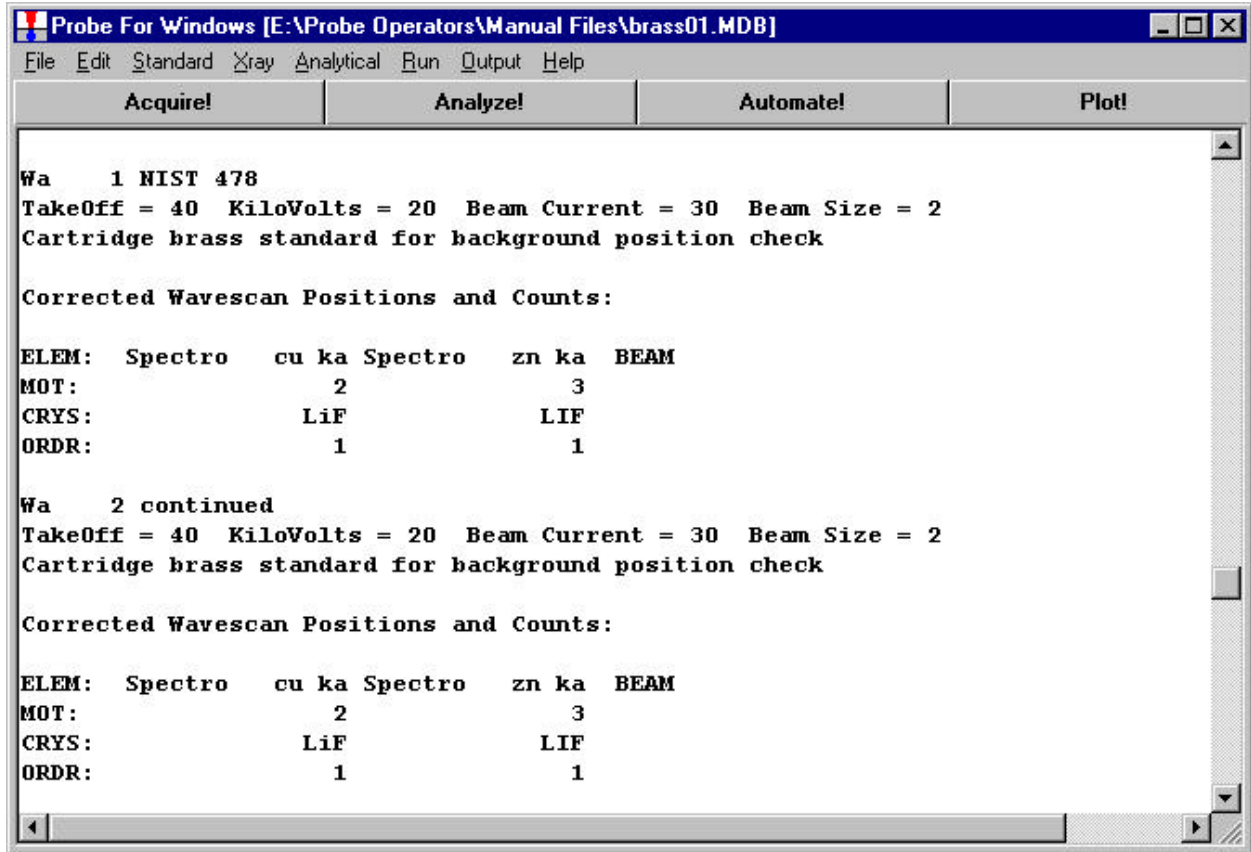 Probe For Windows [E:\Probe Operators\Manual Files\brass01.MDB]
File Edit Standard Xray Analytical Run Output Help
Acquire! Analyze! Automate! Plot!
Wa 1 NIST 478
TakeOff = 40 KiloVolts = 20 Beam Current = 30 Beam Size = 2
Cartridge brass standard for background position check
Corrected Wavescan Positions and Counts:
ELEM: Spectro cu ka Spectro zn ka BEAM
MOT: 2 3
CRYS: LiF LIF
ORDR: 1 1
Wa 2 continued
TakeOff = 40 KiloVolts = 20 Beam Current = 30 Beam Size = 2
Cartridge brass standard for background position check
Corrected Wavescan Positions and Counts:
ELEM: Spectro cu ka Spectro zn ka BEAM
MOT: 2 3
CRYS: LiF LIF
ORDR: 1 1